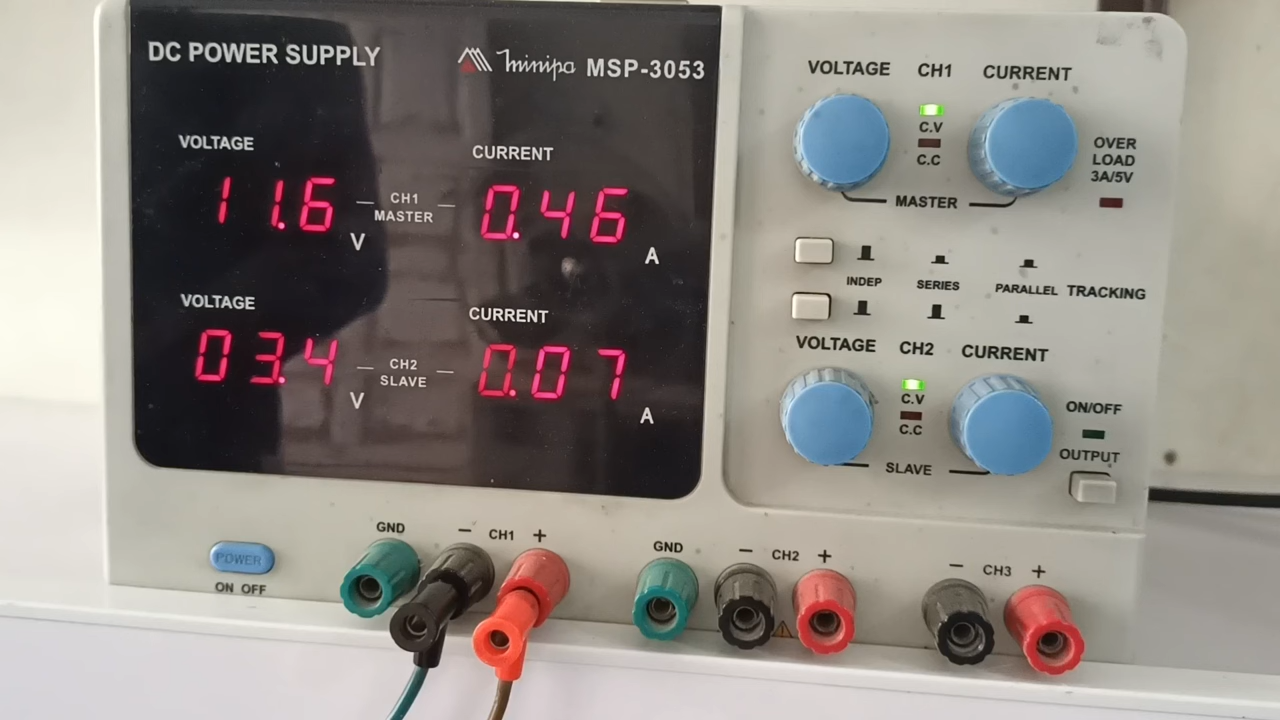 DC POWER SUPPLY
minipa MSP-3053
VOLTAGE
CURRENT
11.6
V
CH1
MASTER
0.46
A
VOLTAGE
CURRENT
03.4
V
CH2
SLAVE
0.07
A
VOLTAGE CH1 CURRENT
C.V
C.C
OVER
LOAD
3A/5V
MASTER
INDEP SERIES PARALLEL TRACKING
VOLTAGE CH2 CURRENT
C.V
C.C
ON/OFF
OUTPUT
SLAVE
POWER
ON OFF
GND − CH1 +
GND − CH2 +
− CH3 +